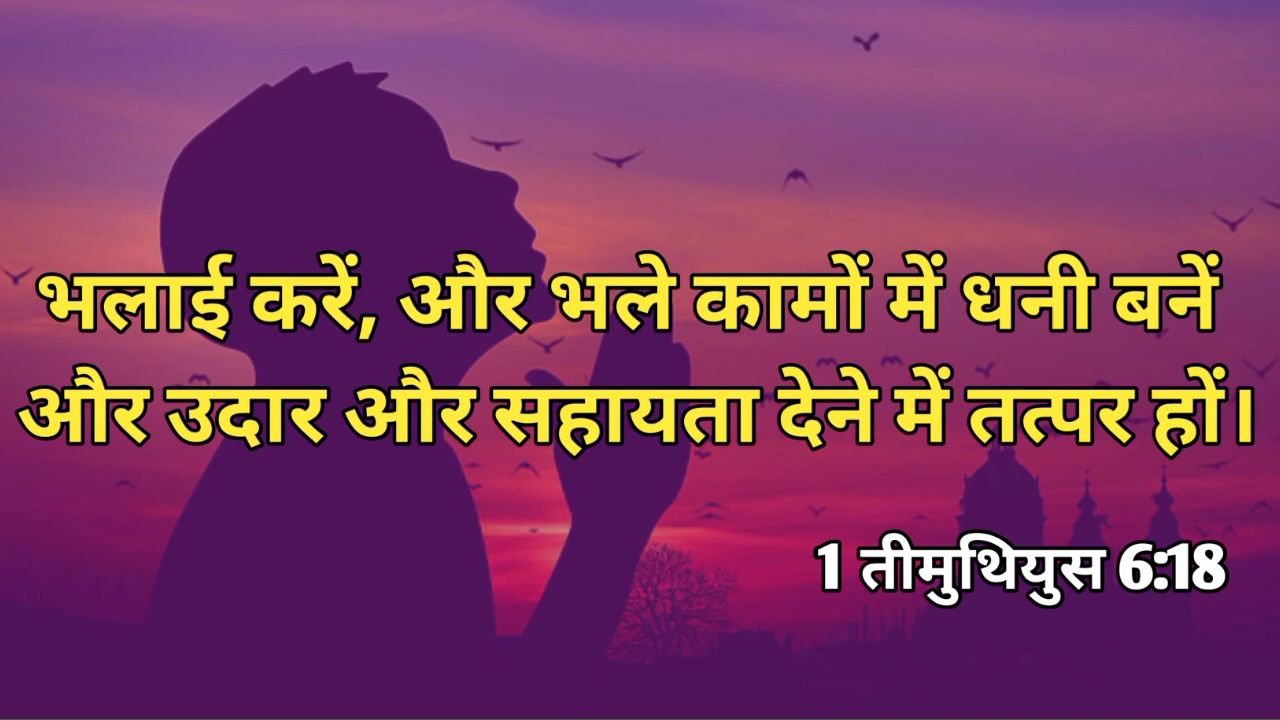 भलाई करें, और भले कामों में धनी बनें
और उदार और सहायता देने में तत्पर हों।
1 तीमुथियुस 6:18